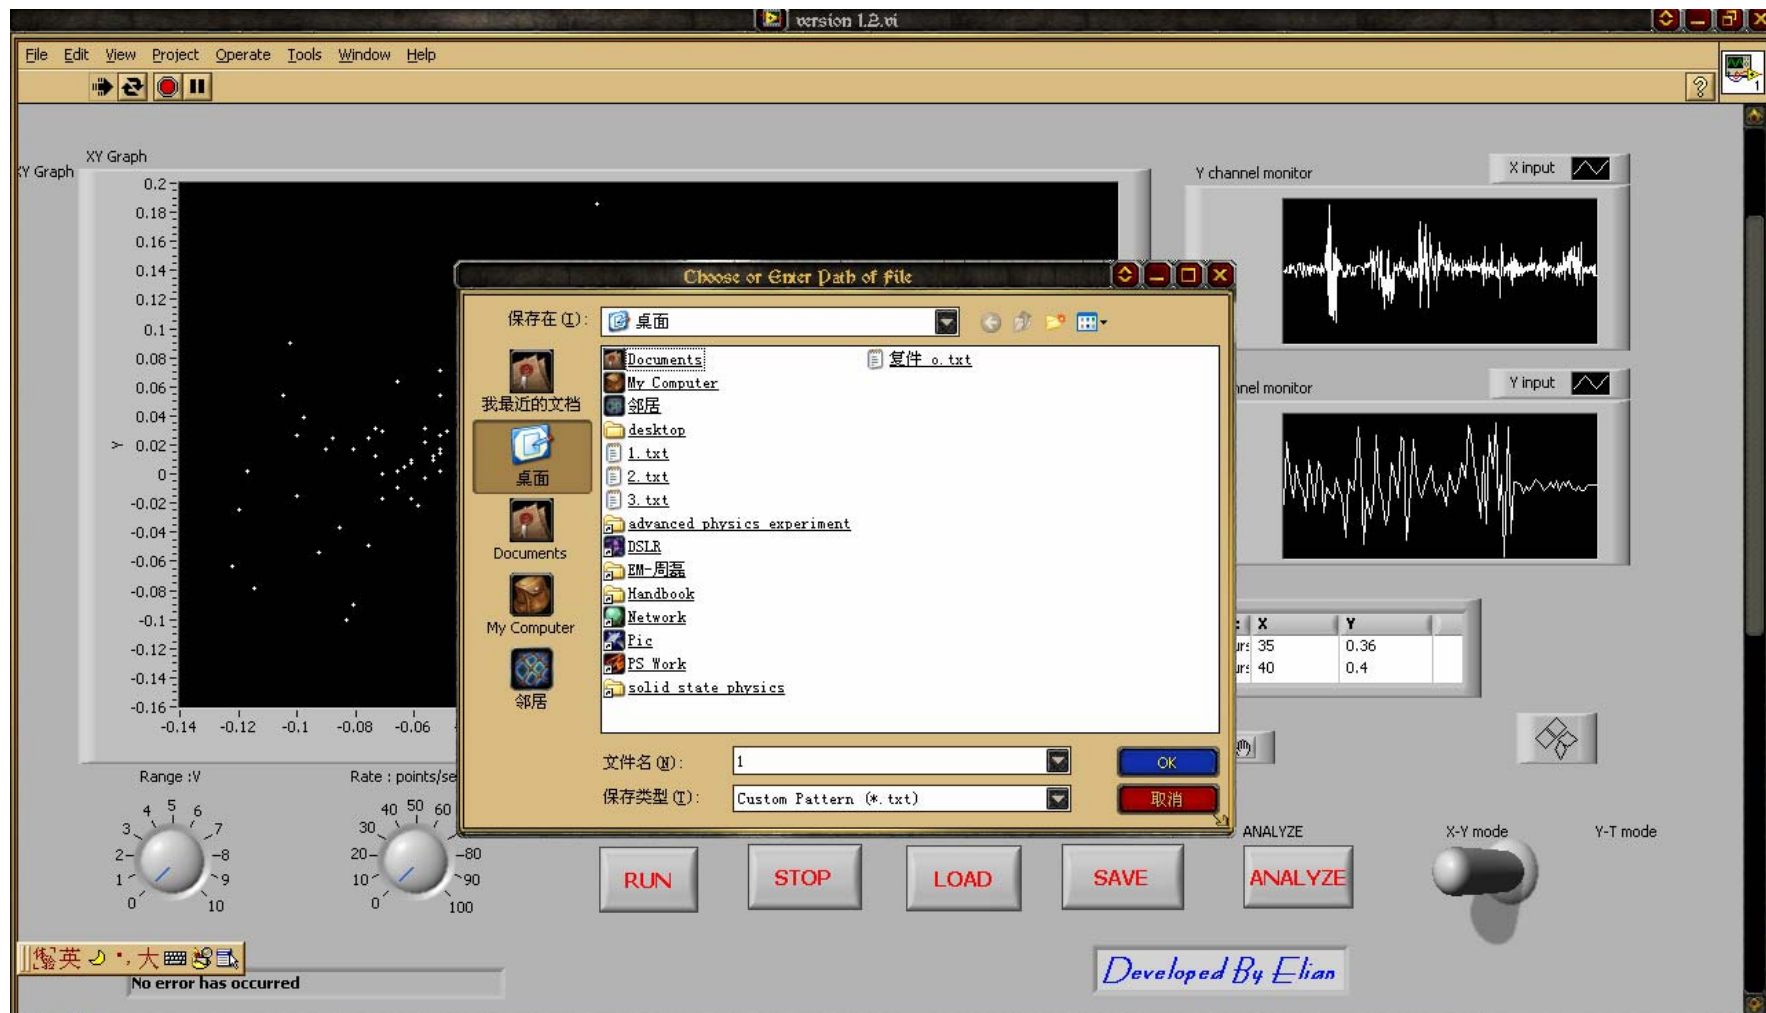 version 1.2.vi
File Edit View Project Operate Tools Window Help
1
XY Graph
XY Graph
0.2
0.18
0.16
0.14
0.12
0.1
0.08
0.06
0.04
0.02
0
-0.02
-0.04
-0.06
-0.08
-0.1
-0.12
-0.14
-0.16
Y
-0.14 -0.12 -0.1 -0.08 -0.06
Y channel monitor
X input
nnel monitor
Y input
Choose or Enter Path of File
保存在(I):
桌面
我最近的文档
桌面
Documents
My Computer
邻居
Documents
My Computer
邻居
desktop
1.txt
2.txt
3.txt
advanced physics experiment
DSLR
EM-周磊
Handbook
Network
Pic
PS Work
solid state physics
复件 o.txt
文件名(N):
1
OK
保存类型(T):
Custom Pattern (*.txt)
取消
X Y
35 0.36
40 0.4
Range :V
0 1 2 3 4 5 6 7 8 9 10
Rate : points/se
0 10 20 30 40 50 60 80 90 100
RUN
STOP
LOAD
SAVE
ANALYZE
ANALYZE
X-Y mode
Y-T mode
英 大
No error has occurred
Developed By Elian